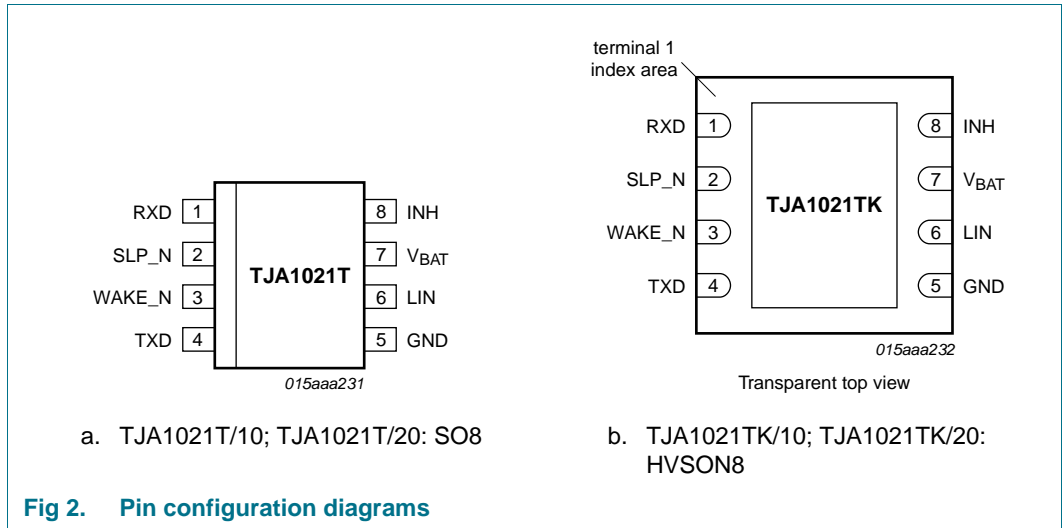 RXD 1
SLP_N 2
WAKE_N 3
TXD 4
TJA1021T
8 INH
7 VBAT
6 LIN
5 GND
015aaa231
a. TJA1021T/10; TJA1021T/20: SO8
terminal 1
index area
RXD 1
SLP_N 2
WAKE_N 3
TXD 4
TJA1021TK
8 INH
7 VBAT
6 LIN
5 GND
015aaa232
Transparent top view
b. TJA1021TK/10; TJA1021TK/20:
HVSON8
Fig 2. Pin configuration diagrams